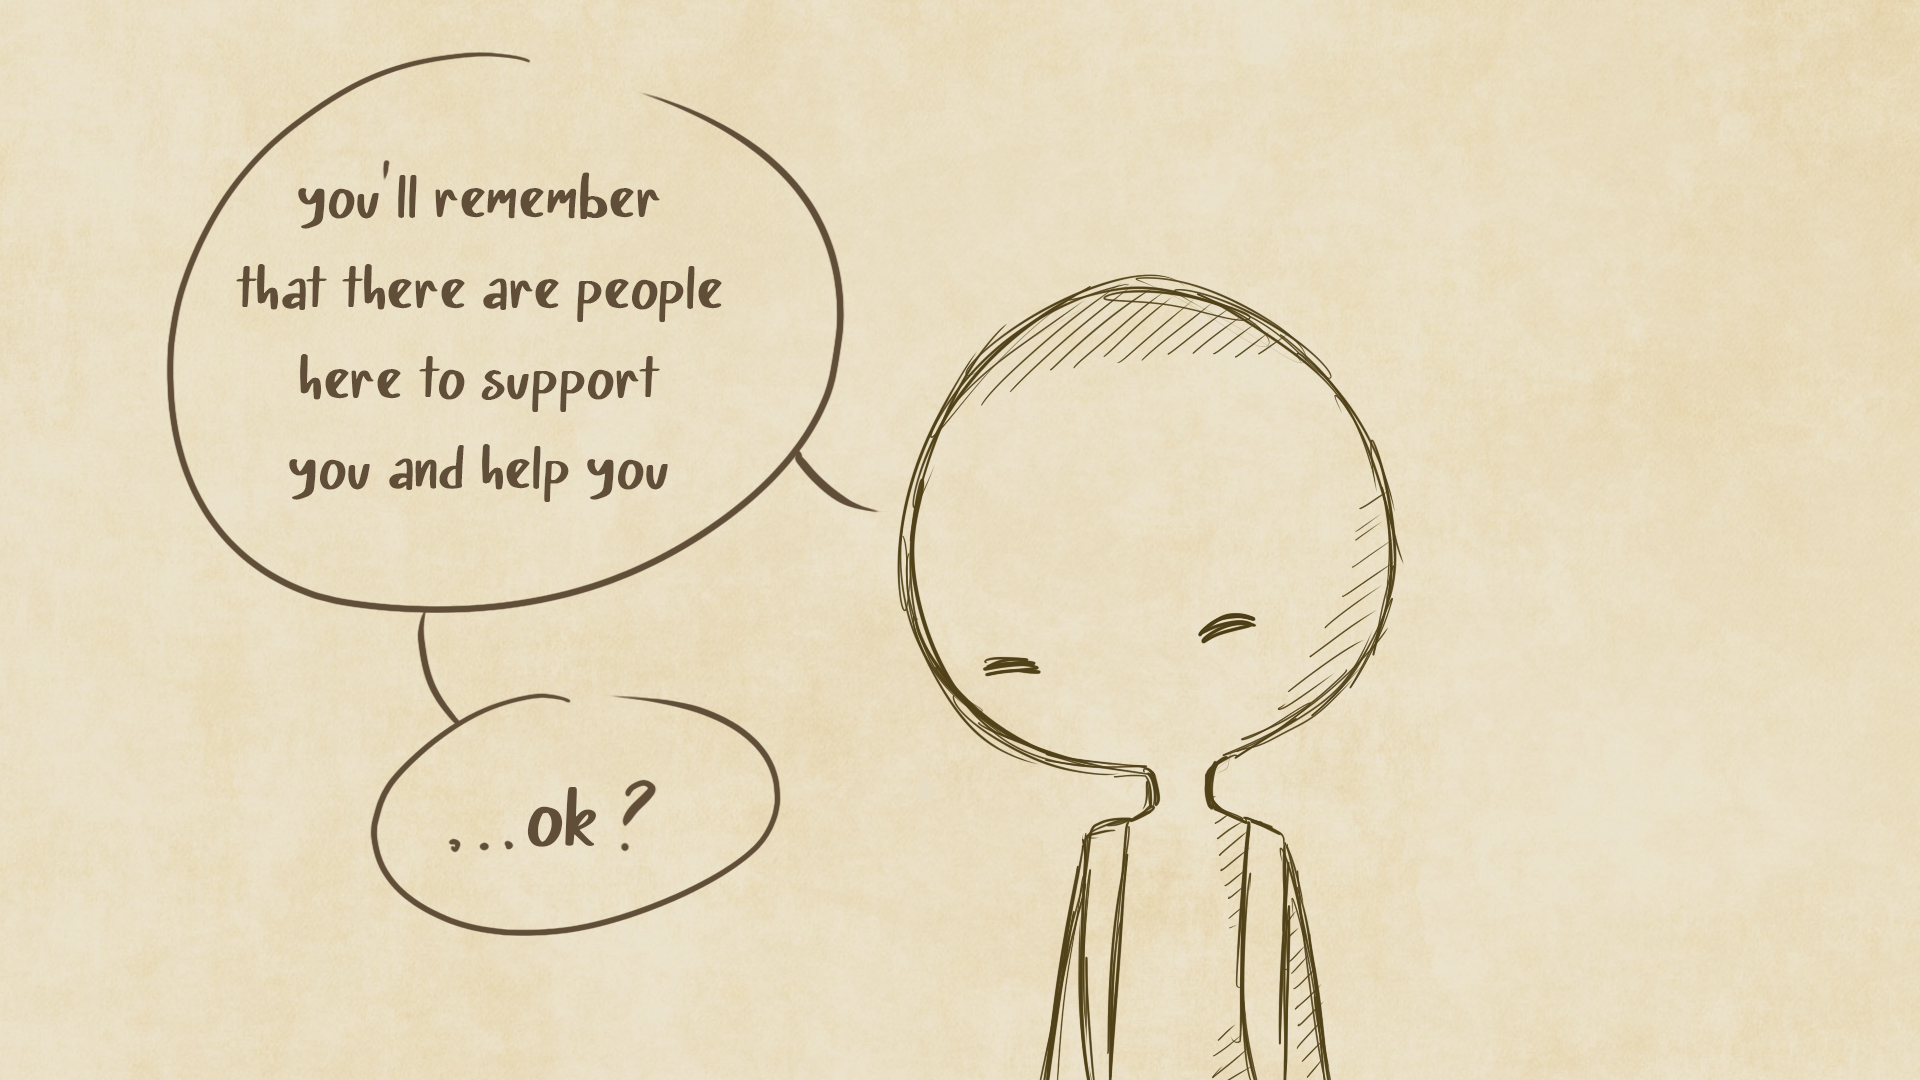 you'll remember
that there are people
here to support
you and help you
...ok?